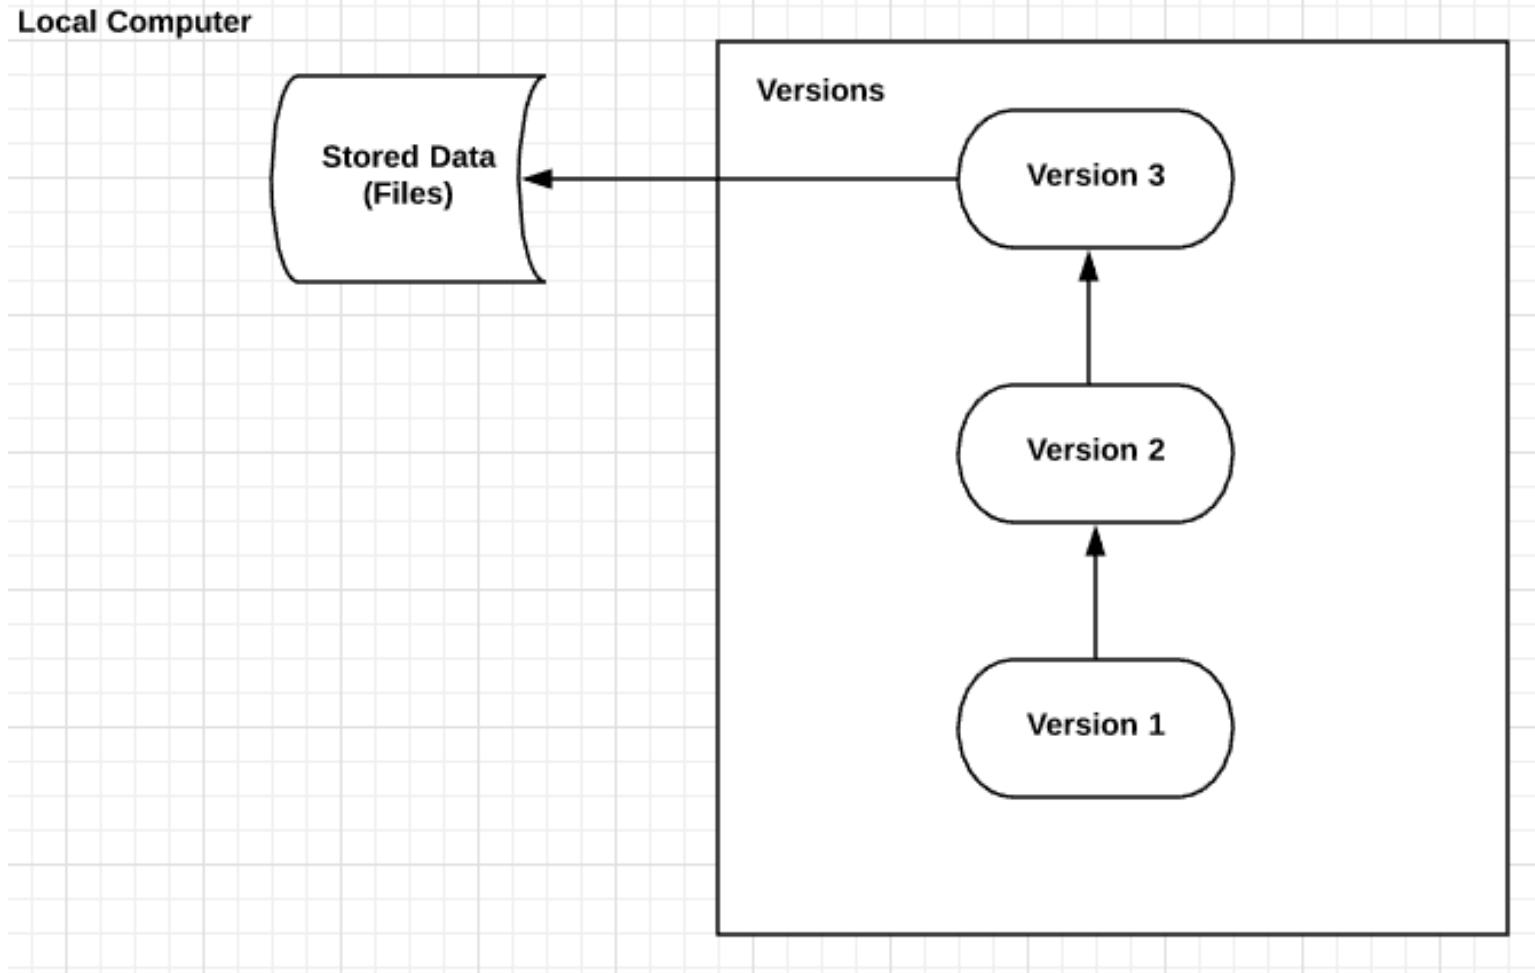 Local Computer
Stored Data
(Files)
Versions
Version 3
Version 2
Version 1